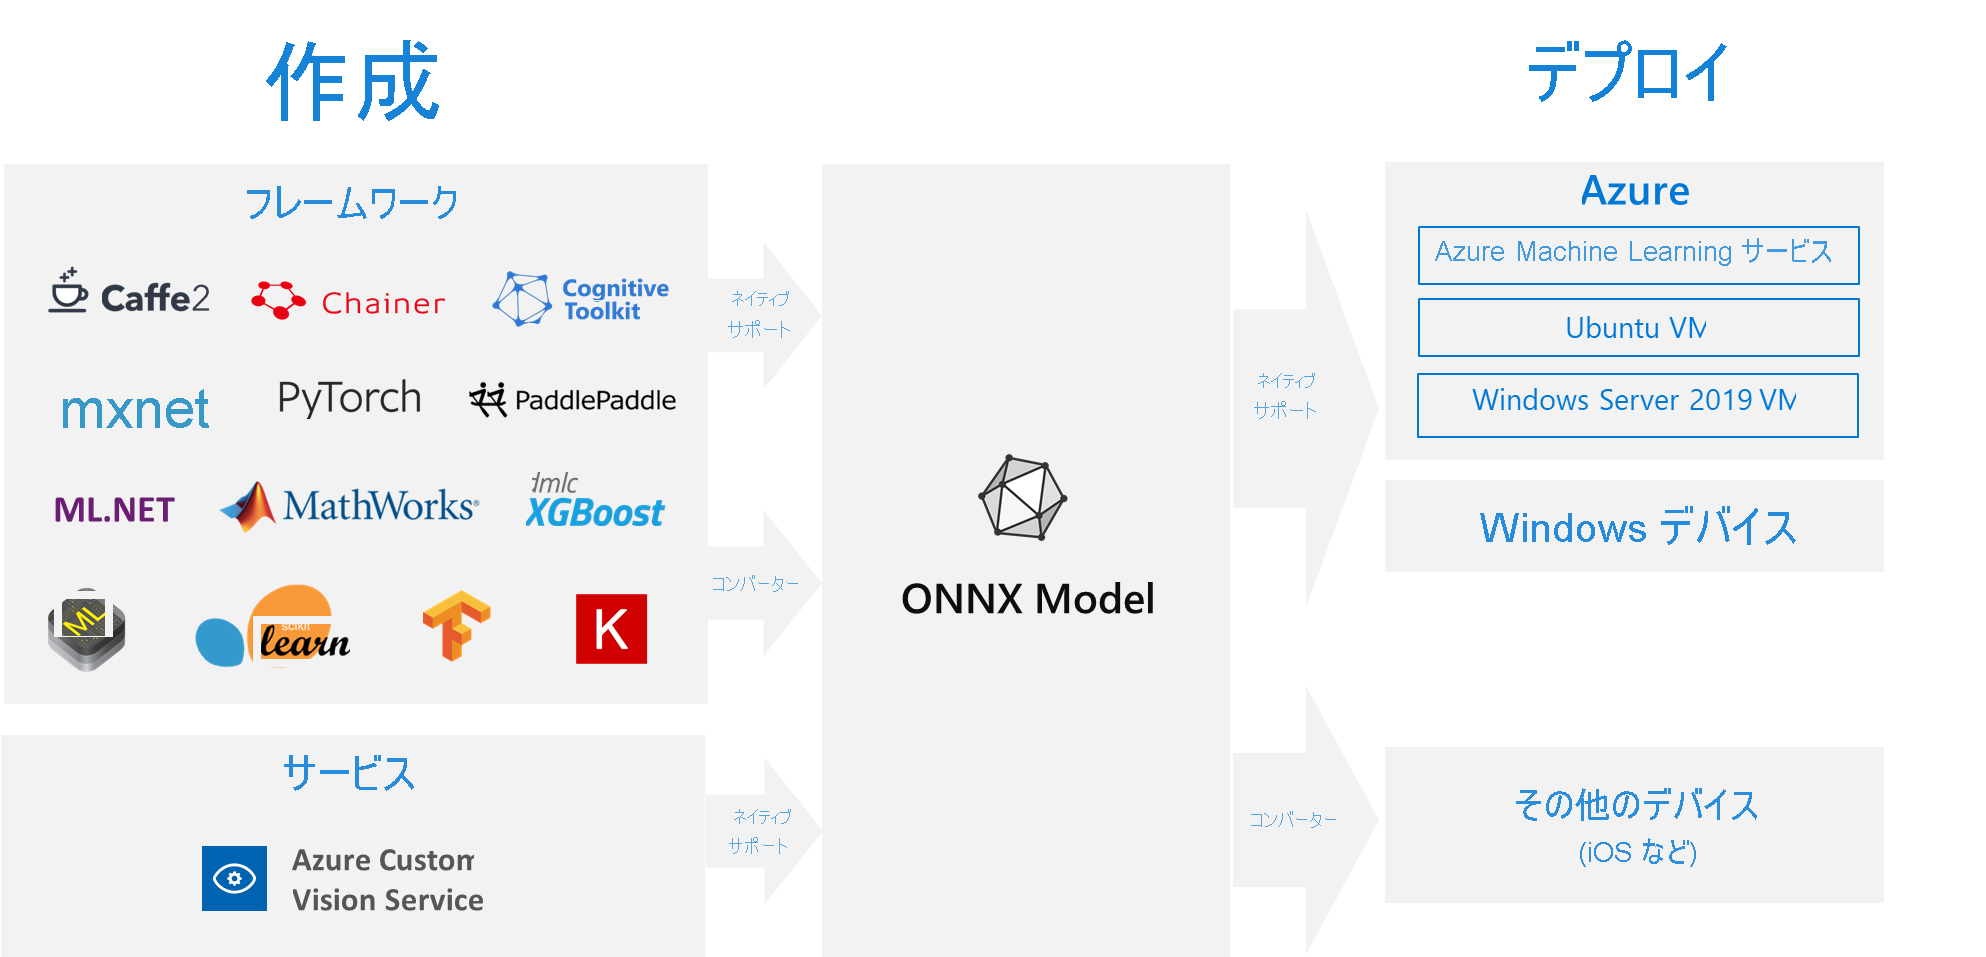 作成
フレームワーク
Caffe2
Chainer
Cognitive
Toolkit
mxnet
PyTorch
PaddlePaddle
ML.NET
MathWorks®
dmlc
XGBoost
ML
scikit
learn
K
サービス
Azure Custom
Vision Service
ネイティブ
サポート
コンバーター
ネイティブ
サポート
ONNX Model
ネイティブ
サポート
コンバーター
デプロイ
Azure
Azure Machine Learning サービス
Ubuntu VM
Windows Server 2019 VM
Windows デバイス
その他のデバイス
(iOS など)